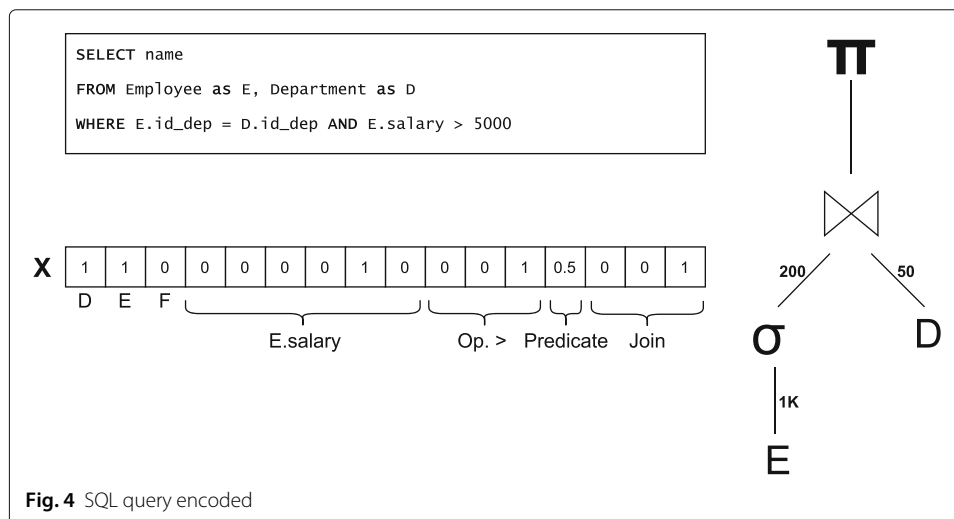 SELECT name
FROM Employee as E, Department as D
WHERE E.id_dep = D.id_dep AND E.salary > 5000
X 1 1 0 0 0 0 0 1 0 0 0 1 0.5 0 0 1
D E F
E.salary Op. > Predicate Join
π
⋈
200 50
σ D
1K
E
Fig. 4 SQL query encoded